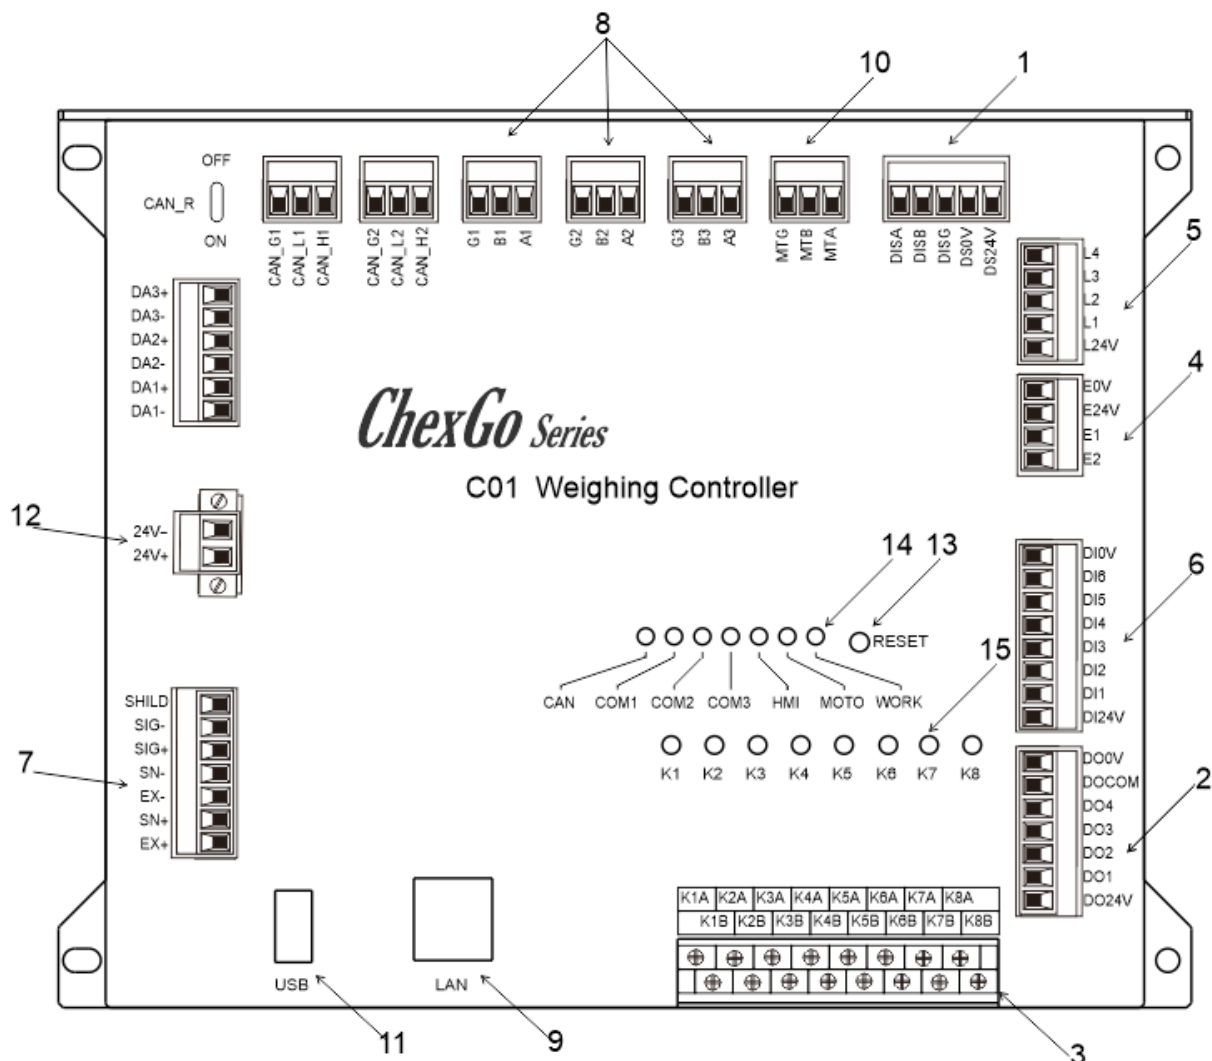 8
10
1
OFF
CAN_R
ON
CAN_G1
CAN_L1
CAN_H1
CAN_G2
CAN_L2
CAN_H2
G1
B1
A1
G2
B2
A2
G3
B3
A3
MTG
MTB
MTA
DISA
DISB
DISG
DS0V
DS24V
5
L4
L3
L2
L1
L24V
DA3+
DA3-
DA2+
DA2-
DA1+
DA1-
4
E0V
E24V
E1
E2
ChexGo Series
C01 Weighing Controller
12
24V-
24V+
14
13
RESET
15
CAN
COM1
COM2
COM3
HMI
MOTO
WORK
K1
K2
K3
K4
K5
K6
K7
K8
6
DI0V
DI6
DI5
DI4
DI3
DI2
DI1
DI24V
7
SHILD
SIG-
SIG+
SN-
EX-
SN+
EX+
2
DO0V
DOCOM
DO4
DO3
DO2
DO1
DO24V
K1A K2A K3A K4A K5A K6A K7A K8A
K1B K2B K3B K4B K5B K6B K7B K8B
USB
LAN
11
9
3